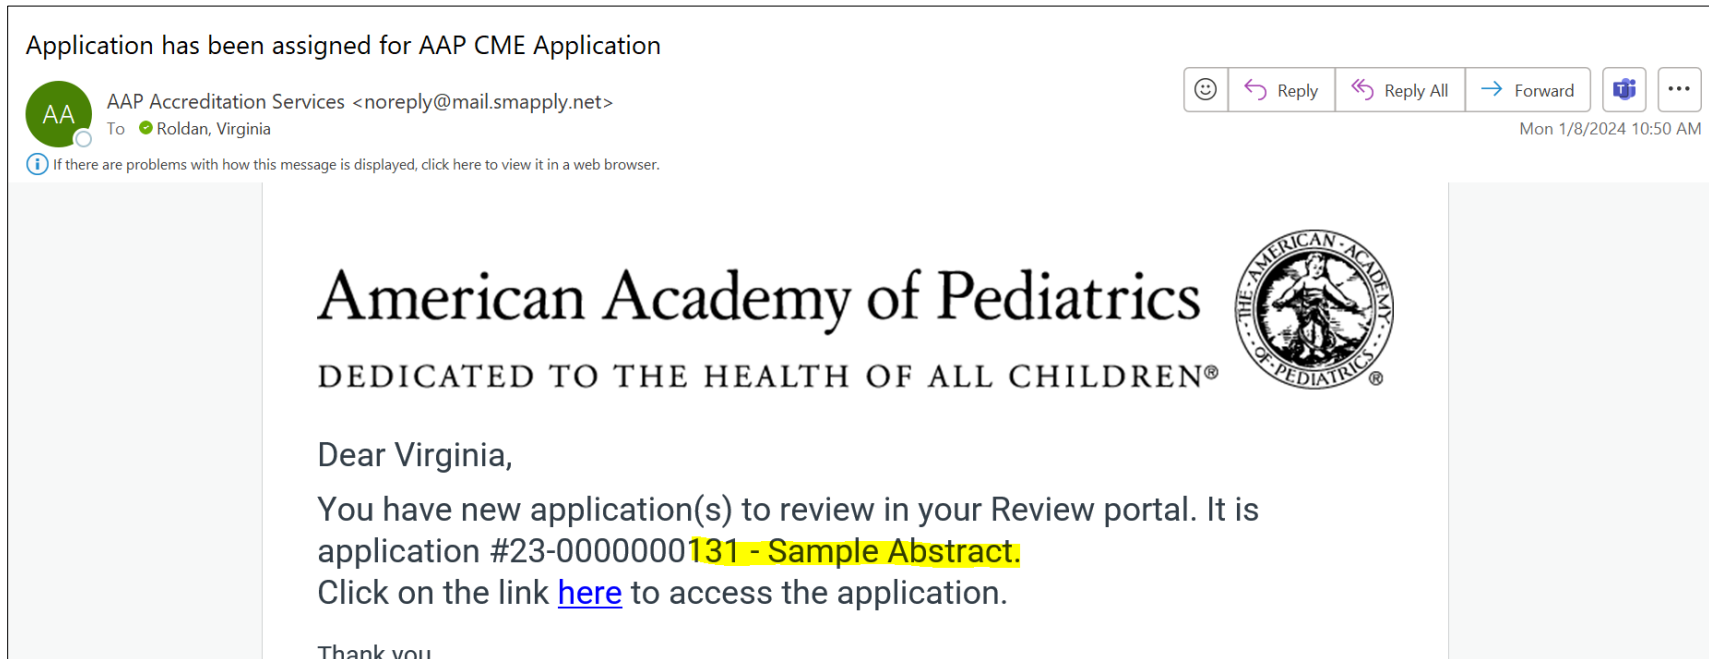 Application has been assigned for AAP CME Application
AA
AAP Accreditation Services <noreply@mail.smapply.net>
To Roldan, Virginia
Reply
Reply All
Forward
Mon 1/8/2024 10:50 AM
If there are problems with how this message is displayed, click here to view it in a web browser.
American Academy of Pediatrics
DEDICATED TO THE HEALTH OF ALL CHILDREN®
THE · AMERICAN · ACADEMY · OF · PEDIATRICS ®
Dear Virginia,
You have new application(s) to review in your Review portal. It is
application #23-0000000131 - Sample Abstract.
Click on the link here to access the application.
Thank you